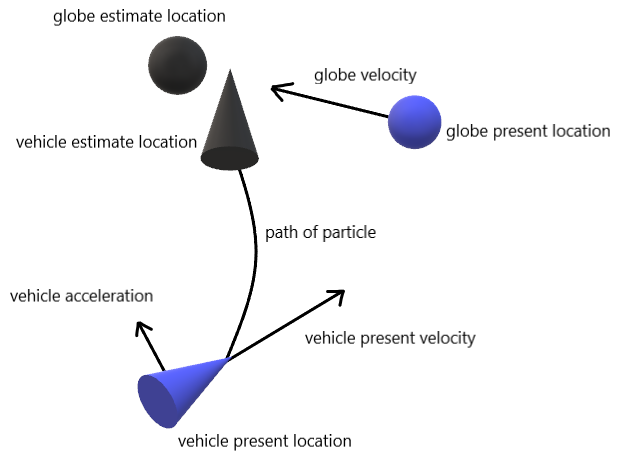 globe estimate location
globe velocity
globe present location
vehicle estimate location
path of particle
vehicle acceleration
vehicle present velocity
vehicle present location